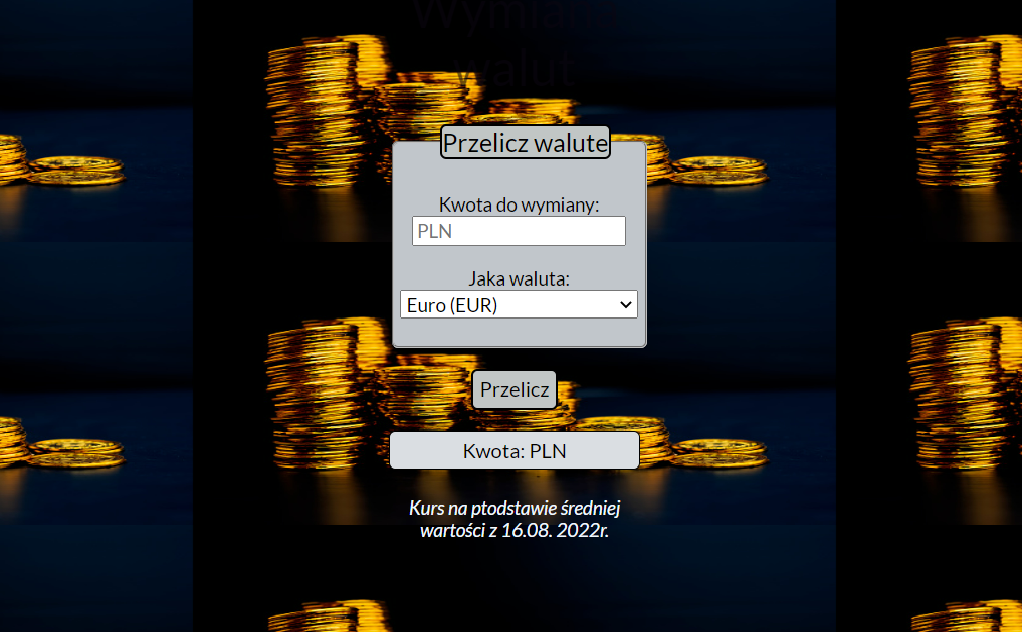 Wymiana
walut
Przelicz walute
Kwota do wymiany:
PLN
Jaka waluta:
Euro (EUR)
Przelicz
Kwota: PLN
Kurs na ptodstawie średniej
wartości z 16.08. 2022r.